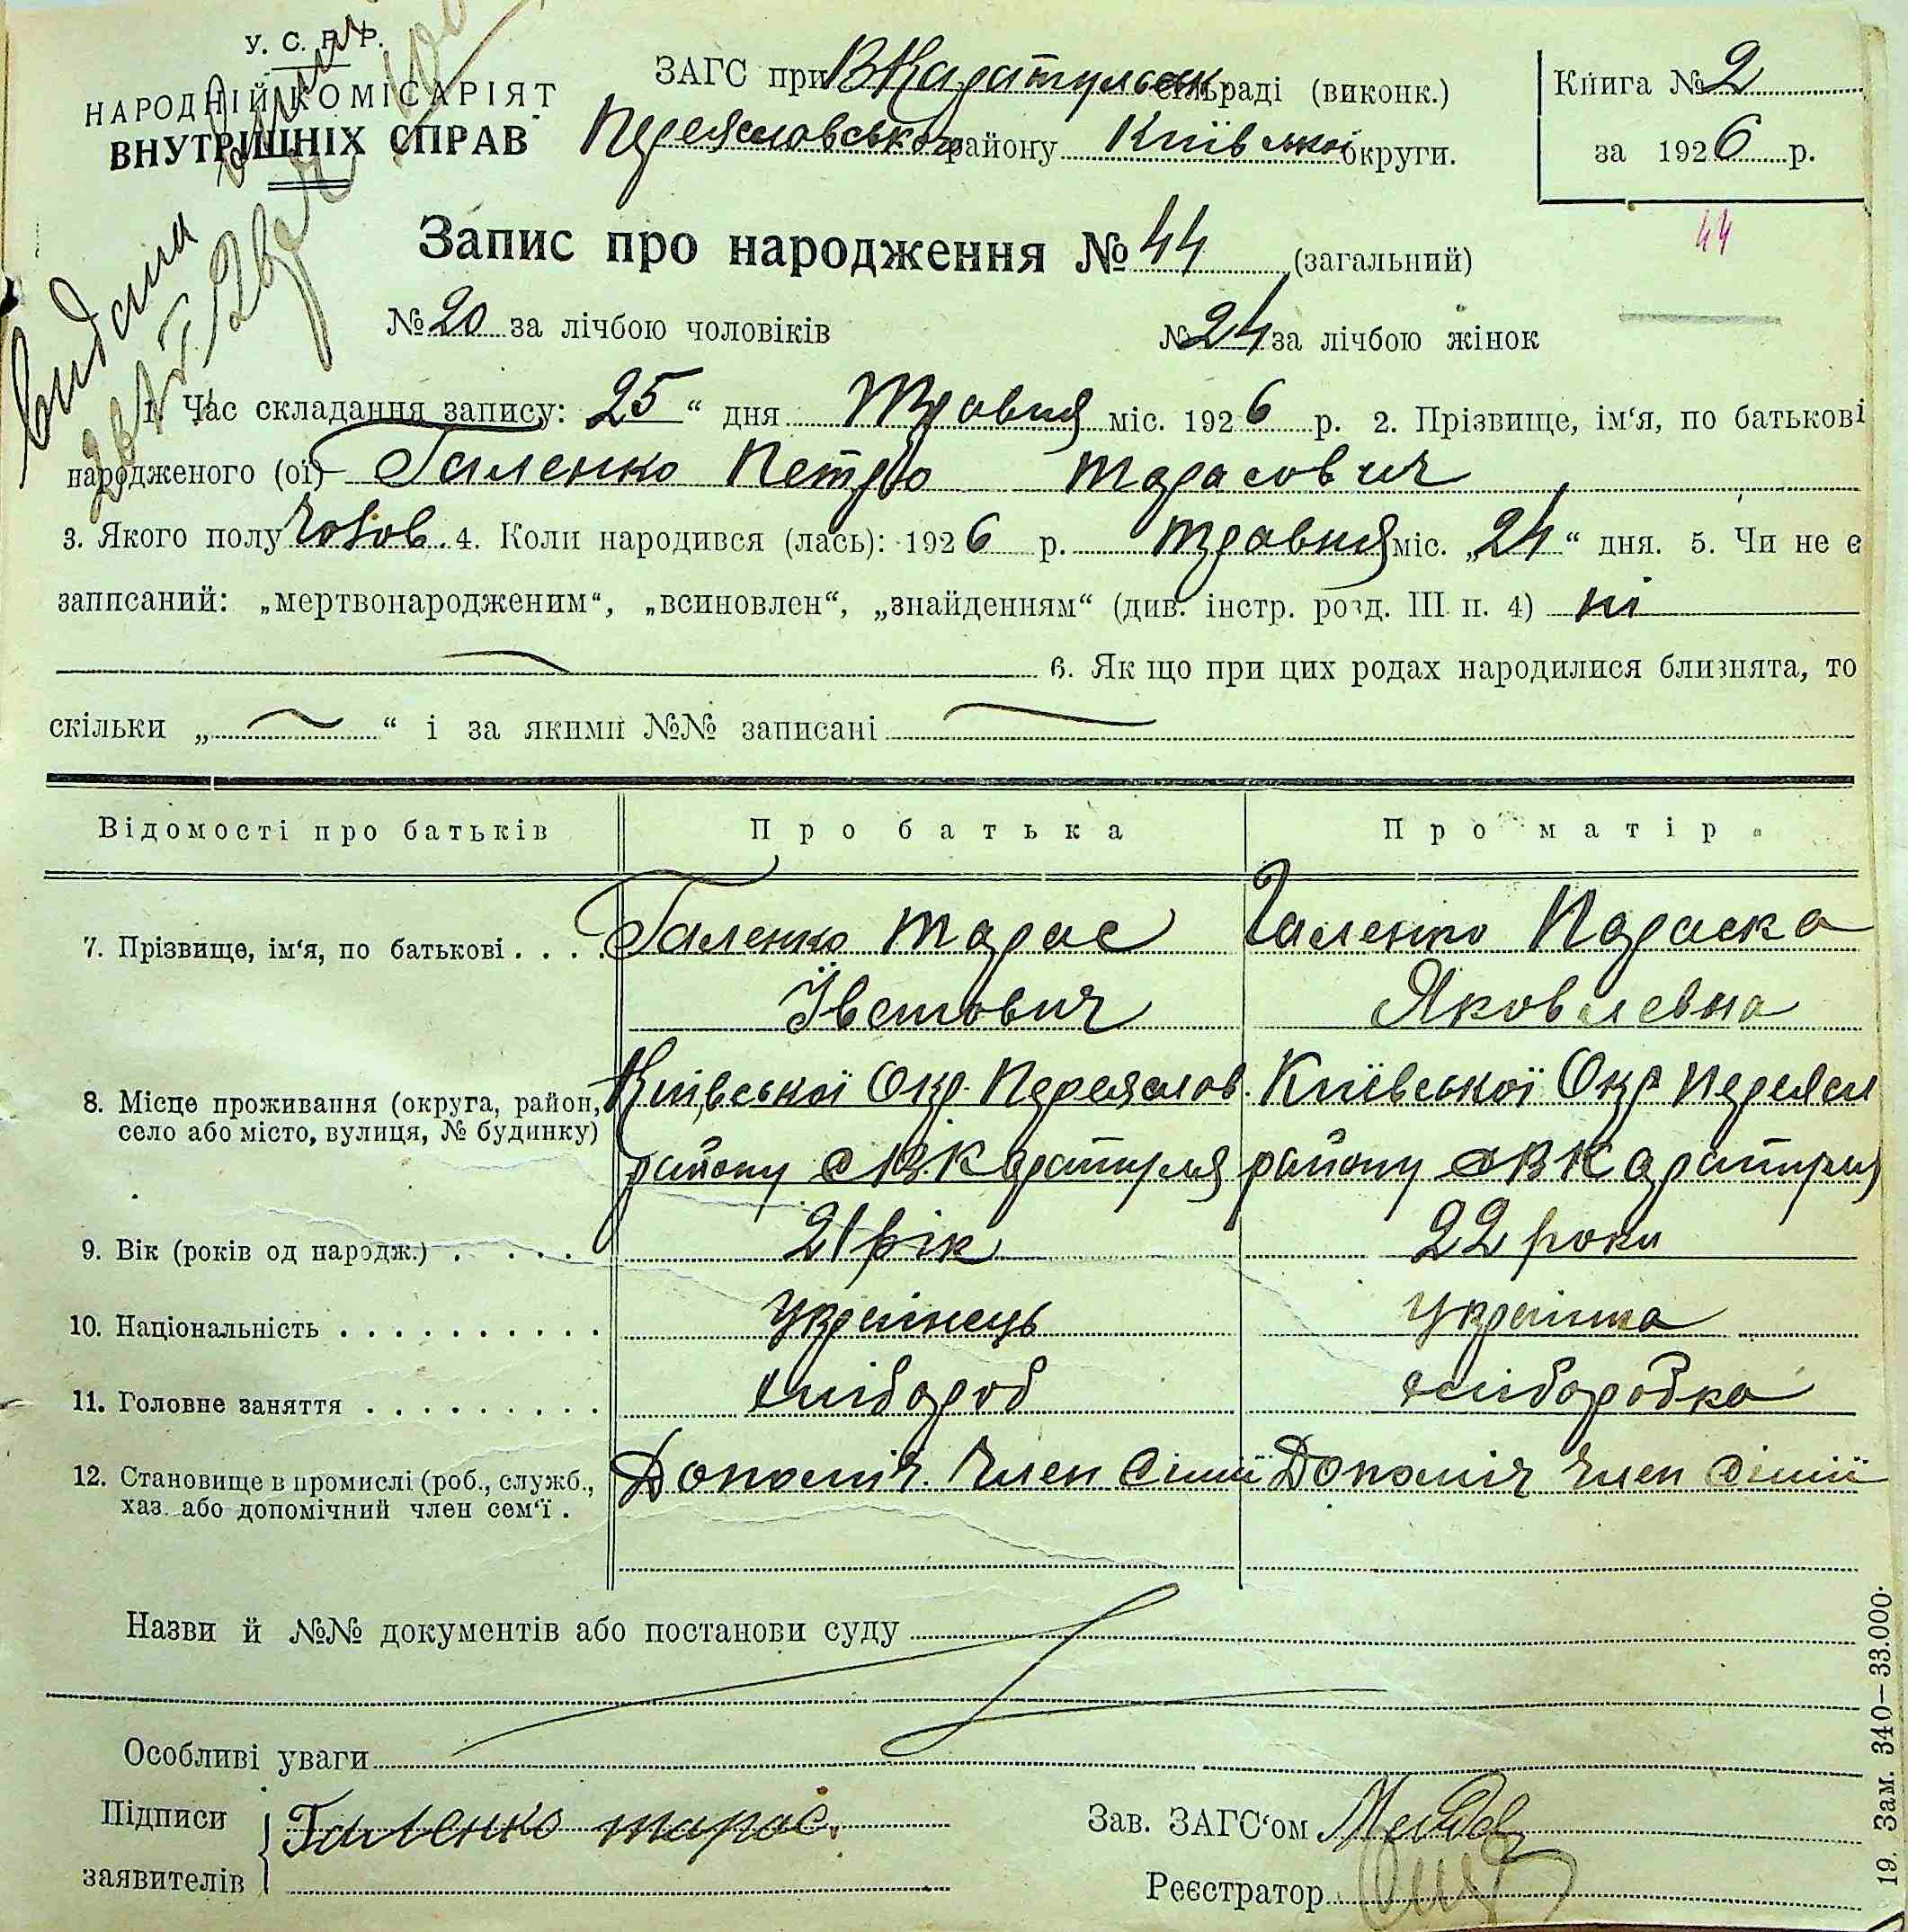 У. С. Р. Р.
НАРОДНІЙ КОМІСАРІЯТ
ВНУТРІШНІХ СПРАВ
ЗАГС при ВКаратульск сільраді (виконк.)
Переяславського району Київської округи.
Книга № 2
за 1926 р.
Запис про народження № 44 (загальний)
44
№ 20 за лічбою чоловіків № 24 за лічбою жінок
Видана
1. Час складання запису: 25 “ дня Травня міс. 1926 р. 2. Прізвище, ім‘я, по батькові
народженого (ої) Галенко Петро Тарасович
3. Якого полу Чолов. 4. Коли народився (лась): 1926 р. травня міс. „24“ дня. 5. Чи не є
записаний: „мертвонародженим“, „всиновлен“, „знайденням“ (див. інстр. розд. III п. 4) ні
6. Як що при цих родах народилися близнята, то
скільки „ “ і за якими №№ записані
Відомості про батьків Про батька Про матір
7. Прізвище, ім‘я, по батькові . . . . Галенко Тарас Галенко Параска
Іванович Яковлевна
8. Місце проживання (округа, район, Київської Окр. Переяслов. Київської Окр Переясл
село або місто, вулиця, № будинку)
району с ВКаратуля району с ВКаратуля
9. Вік (років од народж.) . . . . 21 рік 22 роки
10. Національність . . . . . . . . . . Українець Українка
11. Головне заняття . . . . . . . . . хлібороб хліборобка
12. Становище в промислі (роб., служб., Допоміч. Член сімії Допоміч Член сімії
хаз. або допомічний член сем‘ї .
Назви й №№ документів або постанови суду
Особливі уваги
Підписи Галенко тарас.
заявителів
Зав. ЗАГС‘ом
Реєстратор
19. Зам. 340—33.000.